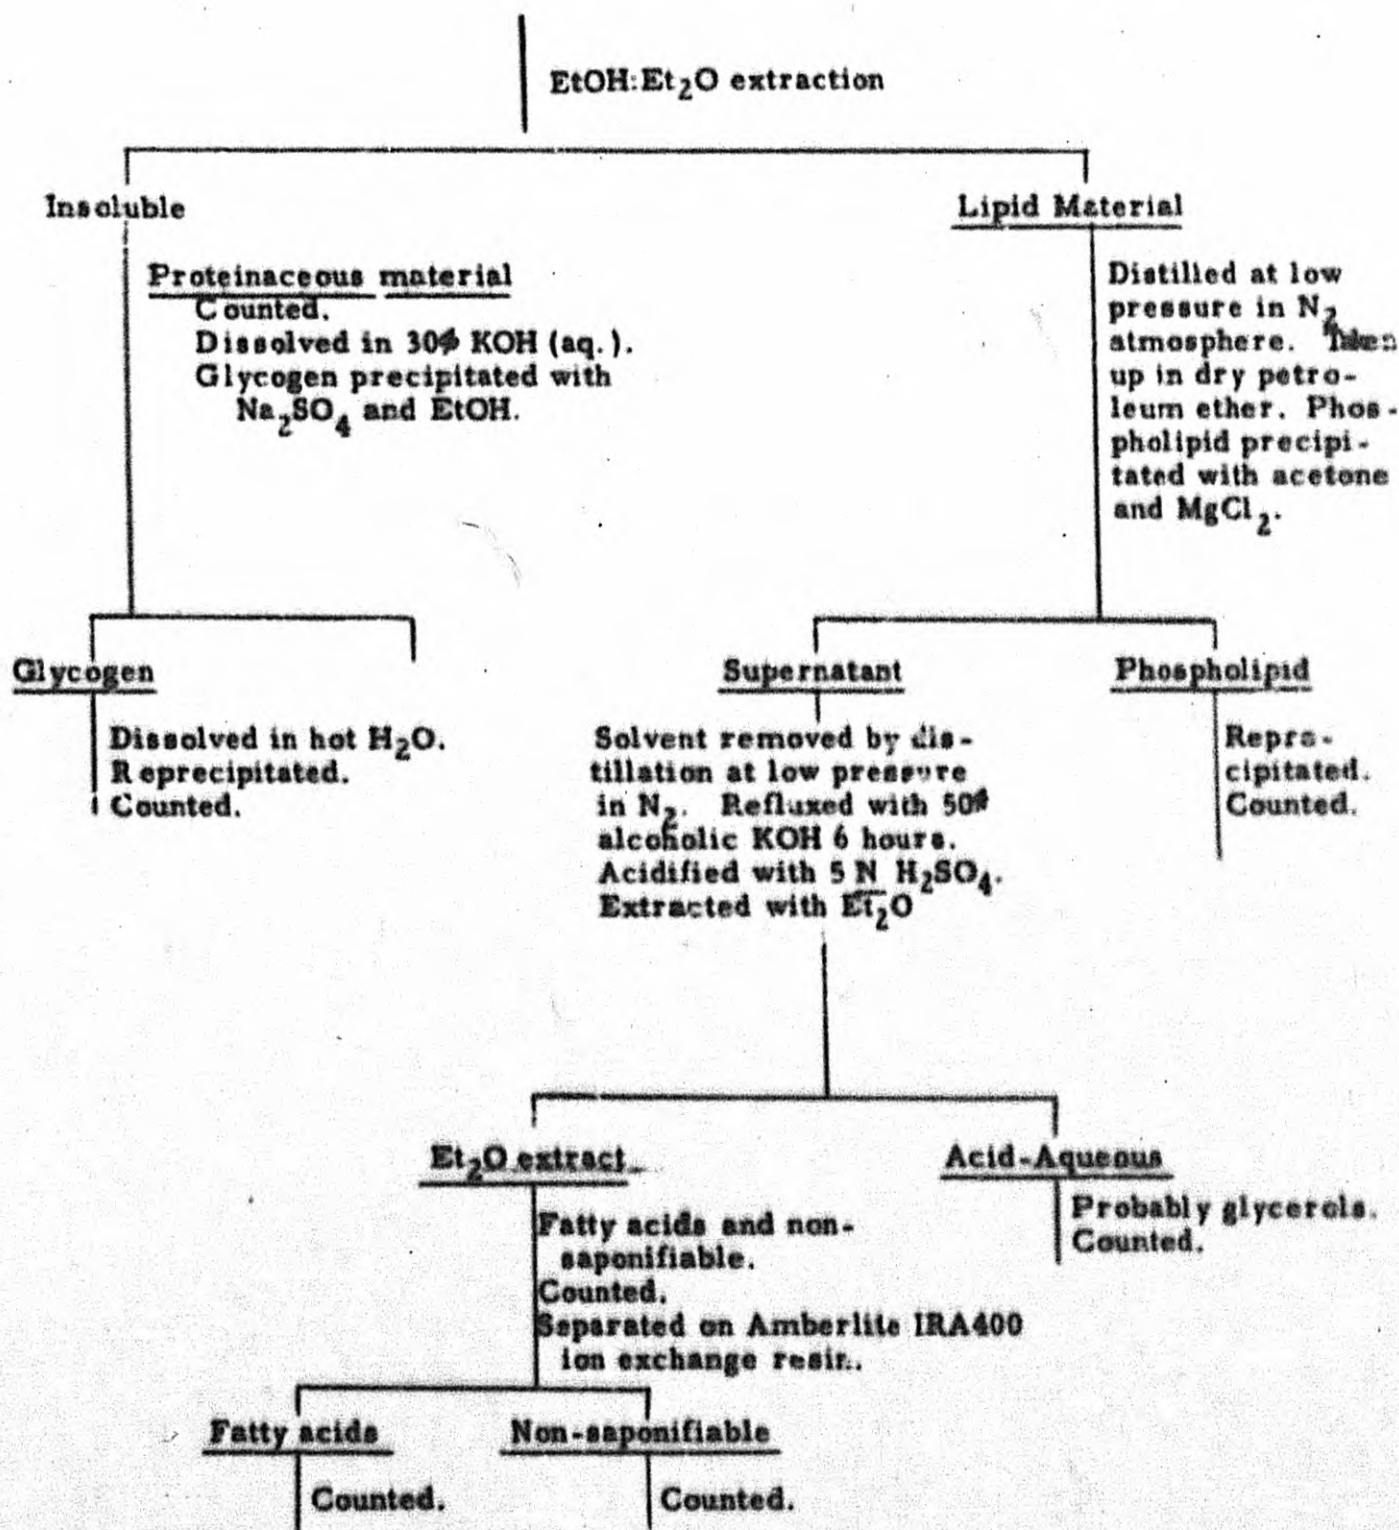 EtOH:Et₂O extraction
Insoluble
Lipid Material
Proteinaceous material
Counted.
Dissolved in 30% KOH (aq.).
Glycogen precipitated with
Na₂SO₄ and EtOH.
Distilled at low
pressure in N₂
atmosphere. Taken
up in dry petro-
leum ether. Phos-
pholipid precipi-
tated with acetone
and MgCl₂.
Glycogen
Dissolved in hot H₂O.
Reprecipitated.
Counted.
Supernatant
Solvent removed by dis-
tillation at low pressure
in N₂. Refluxed with 50%
alcoholic KOH 6 hours.
Acidified with 5 N H₂SO₄.
Extracted with Et₂O
Phospholipid
Repre-
cipitated.
Counted.
Et₂O extract
Fatty acids and non-
saponifiable.
Counted.
Separated on Amberlite IRA400
ion exchange resin.
Acid-Aqueous
Probably glycerols.
Counted.
Fatty acids
Counted.
Non-saponifiable
Counted.